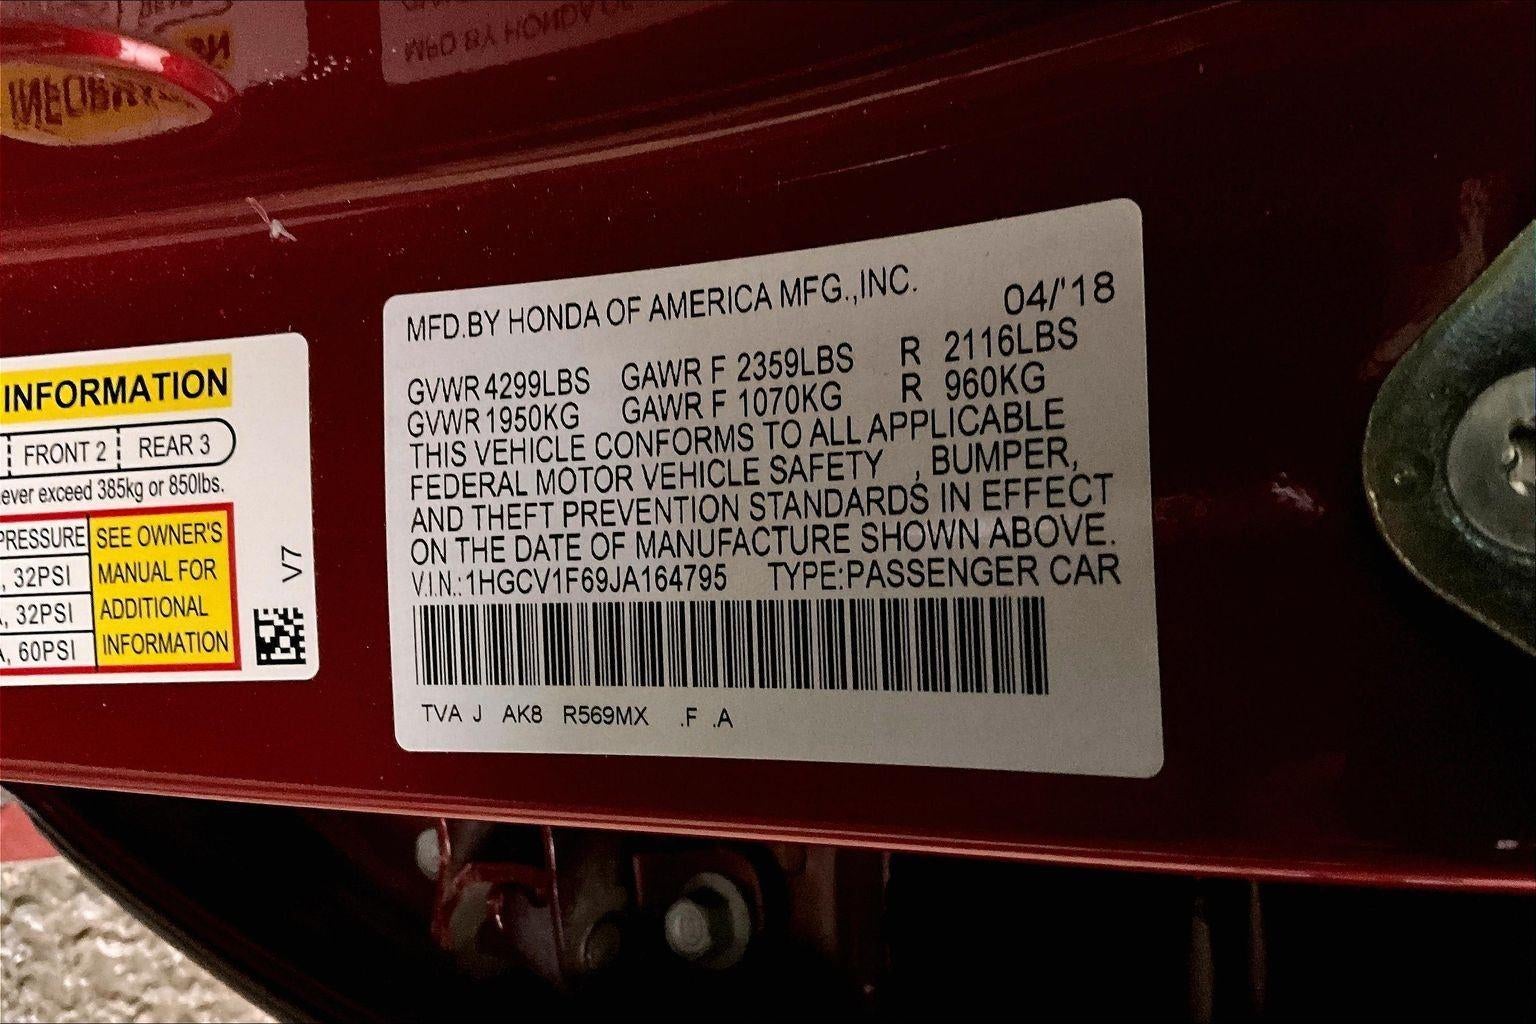 INFORMATION
FRONT 2 REAR 3
ever exceed 385kg or 850lbs.
PRESSURE SEE OWNER'S
, 32PSI MANUAL FOR
, 32PSI ADDITIONAL
, 60PSI INFORMATION
V7
MFD.BY HONDA OF AMERICA MFG.,INC. 04/'18
GVWR 4299LBS GAWR F 2359LBS R 2116LBS
GVWR 1950KG GAWR F 1070KG R 960KG
THIS VEHICLE CONFORMS TO ALL APPLICABLE
FEDERAL MOTOR VEHICLE SAFETY , BUMPER,
AND THEFT PREVENTION STANDARDS IN EFFECT
ON THE DATE OF MANUFACTURE SHOWN ABOVE.
V.I.N.: 1HGCV1F69JA164795 TYPE:PASSENGER CAR
TVA J AK8 R569MX .F .A